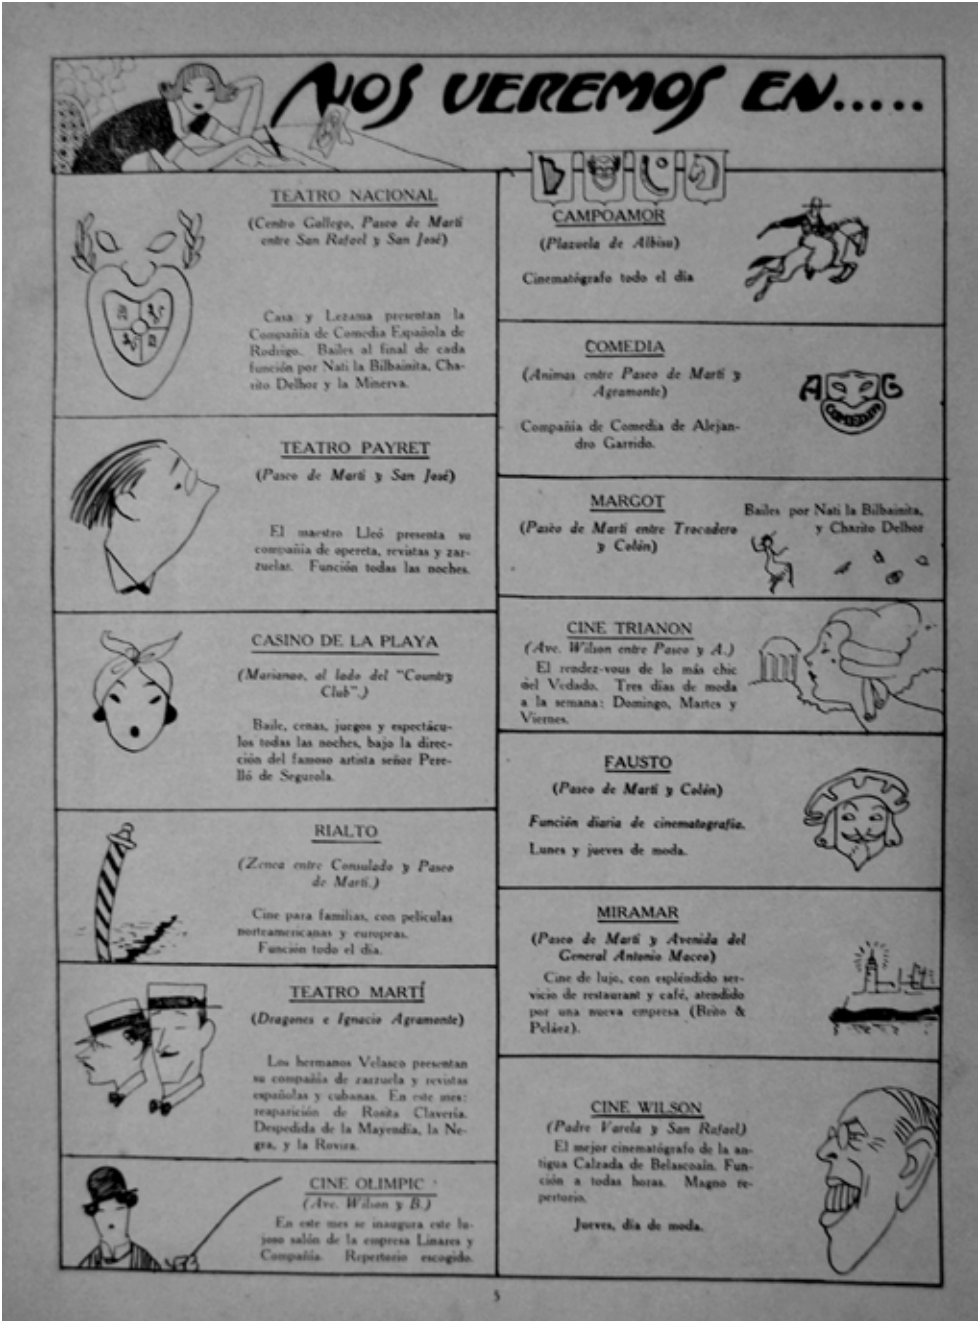 NOS VEREMOS EN.....
TEATRO NACIONAL
(Centro Gallego, Paseo de Martí
entre San Rafael y San José)
Casa y Lezama presentan la
Compañía de Comedia Española de
Rodrigo. Bailes al final de cada
función por Nati la Bilbainita, Cha-
rito Delhor y la Minerva.
TEATRO PAYRET
(Paseo de Martí y San José)
El maestro Lleó presenta su
compañía de opereta, revistas y zar-
zuelas. Función todas las noches.
CASINO DE LA PLAYA
(Marianao, al lado del "Country
Club".)
Baile, cenas, juegos y espectácu-
los todas las noches, bajo la direc-
ción del famoso artista señor Pere-
lló de Segurola.
RIALTO
(Zenea entre Consulado y Paseo
de Martí.)
Cine para familias, con películas
norteamericanas y europeas.
Función todo el día.
TEATRO MARTÍ
(Dragones e Ignacio Agramonte)
Los hermanos Velasco presentan
su compañía de zarzuela y revistas
españolas y cubanas. En este mes:
reaparición de Rosita Clavería.
Despedida de la Mayendía, la Ne-
gra, y la Rovira.
CINE OLIMPIC
(Ave. Wilson y B.)
En este mes se inaugura este lu-
joso salón de la empresa Linares y
Compañía. Repertorio escogido.
CAMPOAMOR
(Plazuela de Albisu)
Cinematógrafo todo el día
COMEDIA
(Animas entre Paseo de Martí y
Agramonte)
Compañía de Comedia de Alejan-
dro Garrido.
A G
COMEDIA
MARGOT
(Paseo de Martí entre Trocadero
y Colón)
Bailes por Nati la Bilbainita,
y Charito Delhor
CINE TRIANON
(Ave. Wilson entre Paseo y A.)
El rendez-vous de lo más chic
del Vedado. Tres días de moda
a la semana: Domingo, Martes y
Viernes.
FAUSTO
(Paseo de Martí y Colón)
Función diaria de cinematografía.
Lunes y jueves de moda.
MIRAMAR
(Paseo de Martí y Avenida del
General Antonio Maceo)
Cine de lujo, con espléndido ser-
vicio de restaurant y café, atendido
por una nueva empresa (Brito &
Peláez).
CINE WILSON
(Padre Varela y San Rafael)
El mejor cinematógrafo de la an-
tigua Calzada de Belascoaín. Fun-
ción a todas horas. Magno re-
pertorio.
Jueves, día de moda.
5